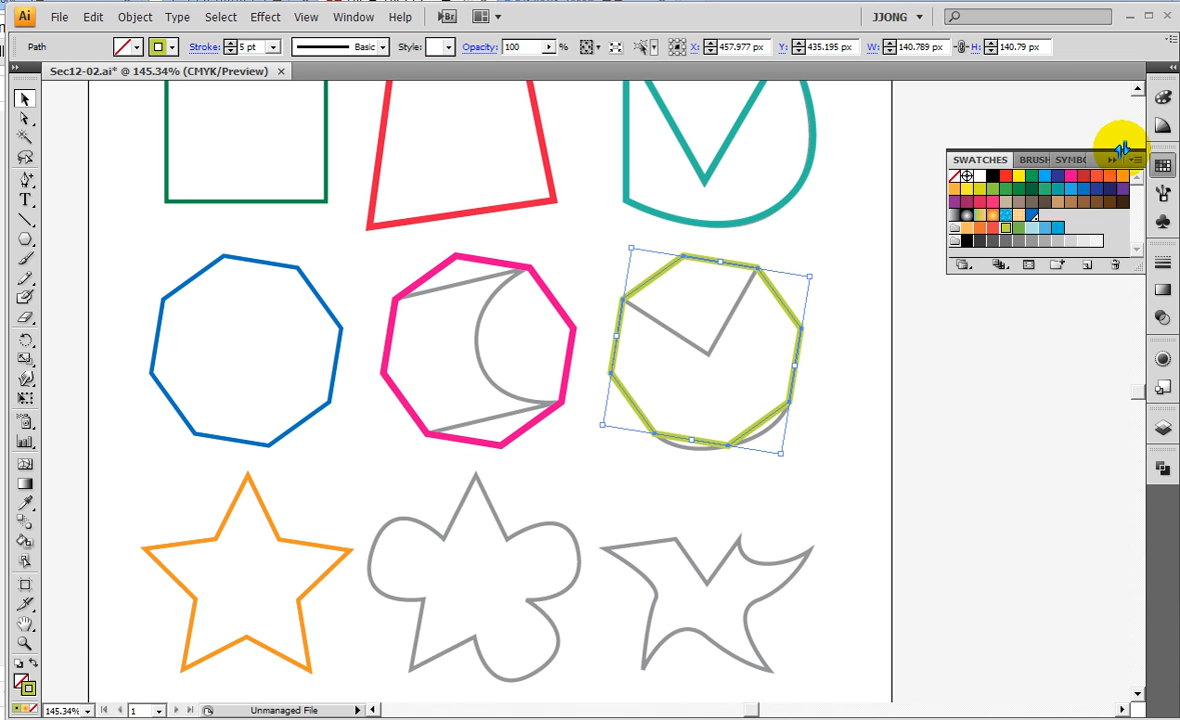 Ai File Edit Object Type Select Effect View Window Help Br JJONG
Path Stroke: 5 pt Basic Style: Opacity: 100 % X: 457.977 px Y: 435.195 px W: 140.789 px H: 140.79 px
Sec12-02.ai* @ 145.34% (CMYK/Preview)
SWATCHES BRUSH SYMBO
T
145.34% 1 Unmanaged File